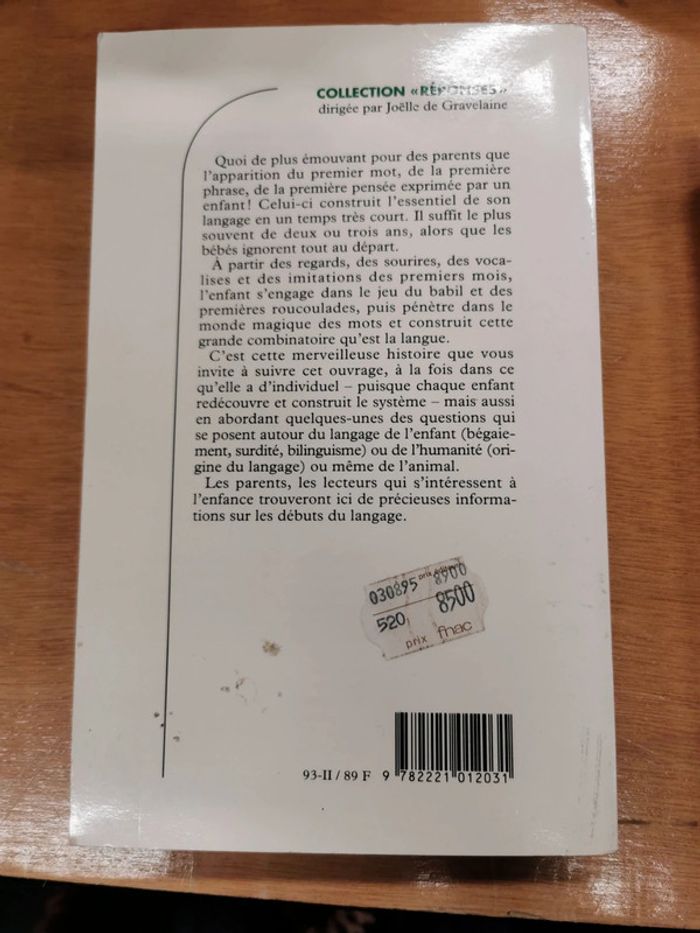 COLLECTION «RÉPONSES»
dirigée par Joëlle de Gravelaine
Quoi de plus émouvant pour des parents que
l'apparition du premier mot, de la première
phrase, de la première pensée exprimée par un
enfant! Celui-ci construit l'essentiel de son
langage en un temps très court. Il suffit le plus
souvent de deux ou trois ans, alors que les
bébés ignorent tout au départ.
À partir des regards, des sourires, des voca-
lises et des imitations des premiers mois,
l'enfant s'engage dans le jeu du babil et des
premières roucoulades, puis pénètre dans le
monde magique des mots et construit cette
grande combinatoire qu'est la langue.
C'est cette merveilleuse histoire que vous
invite à suivre cet ouvrage, à la fois dans ce
qu'elle a d'individuel – puisque chaque enfant
redécouvre et construit le système – mais aussi
en abordant quelques-unes des questions qui
se posent autour du langage de l'enfant (bégaie-
ment, surdité, bilinguisme) ou de l'humanité (ori-
gine du langage) ou même de l'animal.
Les parents, les lecteurs qui s'intéressent à
l'enfance trouveront ici de précieuses informa-
tions sur les débuts du langage.
030895 prix éditeur 8900
520 8500
prix fnac
93-II / 89 F 9 782221 012031